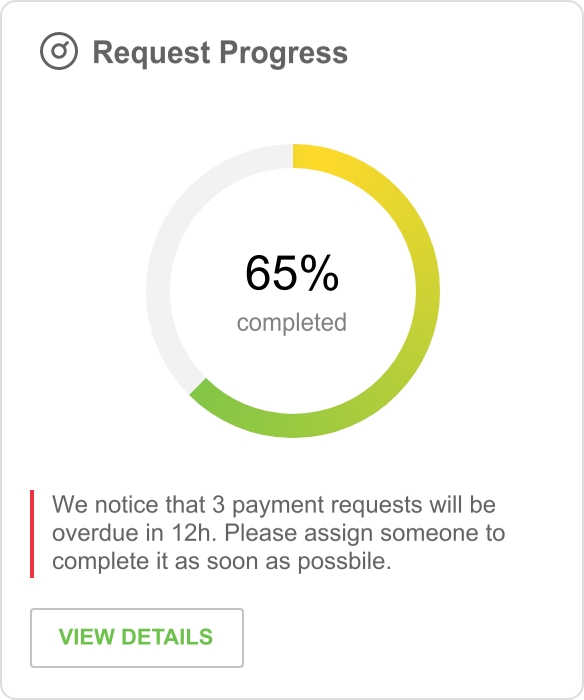 Request Progress
65%
completed
We notice that 3 payment requests will be
overdue in 12h. Please assign someone to
complete it as soon as possbile.
VIEW DETAILS